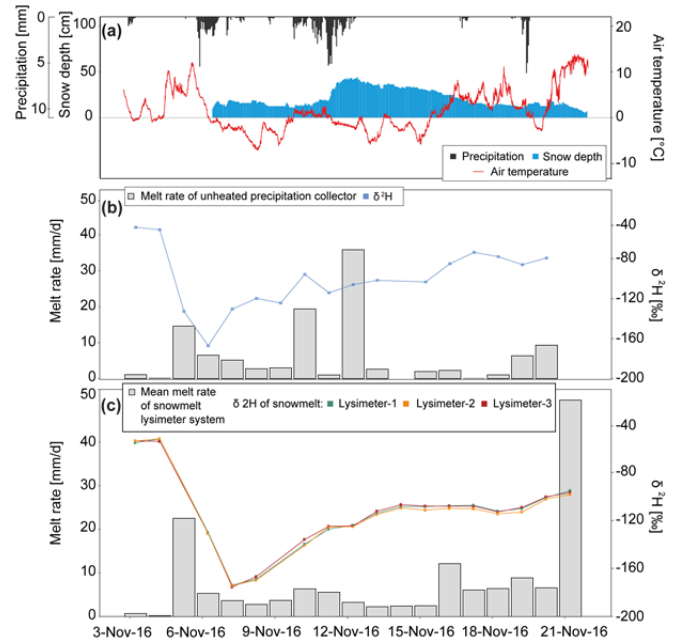 Precipitation [mm]
0
5
10
Snow depth [cm]
100
50
0
(a)
20
10
0
-10
Air temperature [°C]
Precipitation Snow depth
Air temperature
Melt rate [mm/d]
50
40
30
20
10
0
(b)
Melt rate of unheated precipitation collector δ²H
-40
-80
-120
-160
-200
δ ²H [‰]
Melt rate [mm/d]
50
40
30
20
10
0
(c)
Mean melt rate
of snowmelt
lysimeter system
δ 2H of snowmelt: Lysimeter-1 Lysimeter-2 Lysimeter-3
-40
-80
-120
-160
-200
δ ²H [‰]
3-Nov-16 6-Nov-16 9-Nov-16 12-Nov-16 15-Nov-16 18-Nov-16 21-Nov-16